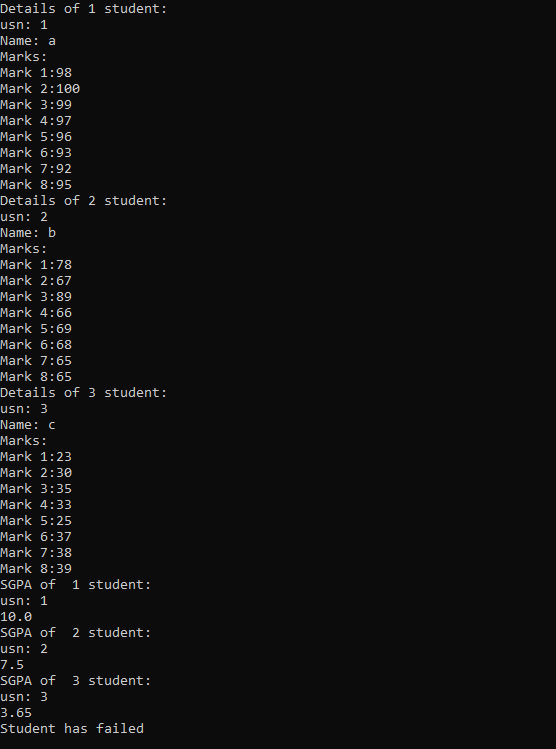 Details of 1 student:
usn: 1
Name: a
Marks:
Mark 1:98
Mark 2:100
Mark 3:99
Mark 4:97
Mark 5:96
Mark 6:93
Mark 7:92
Mark 8:95
Details of 2 student:
usn: 2
Name: b
Marks:
Mark 1:78
Mark 2:67
Mark 3:89
Mark 4:66
Mark 5:69
Mark 6:68
Mark 7:65
Mark 8:65
Details of 3 student:
usn: 3
Name: c
Marks:
Mark 1:23
Mark 2:30
Mark 3:35
Mark 4:33
Mark 5:25
Mark 6:37
Mark 7:38
Mark 8:39
SGPA of  1 student:
usn: 1
10.0
SGPA of  2 student:
usn: 2
7.5
SGPA of  3 student:
usn: 3
3.65
Student has failed